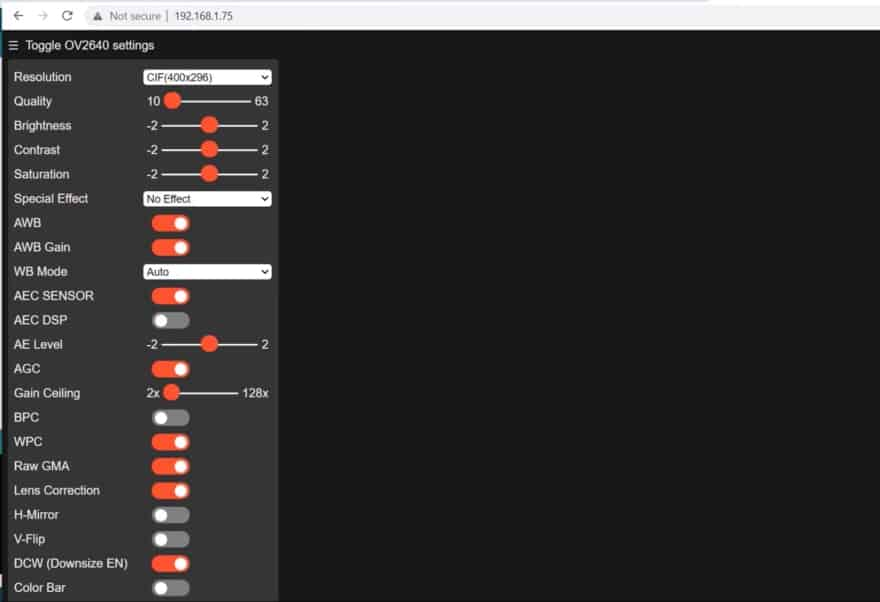 Not secure | 192.168.1.75
☰ Toggle OV2640 settings
Resolution CIF(400x296)
Quality 10 63
Brightness -2 2
Contrast -2 2
Saturation -2 2
Special Effect No Effect
AWB
AWB Gain
WB Mode Auto
AEC SENSOR
AEC DSP
AE Level -2 2
AGC
Gain Ceiling 2x 128x
BPC
WPC
Raw GMA
Lens Correction
H-Mirror
V-Flip
DCW (Downsize EN)
Color Bar